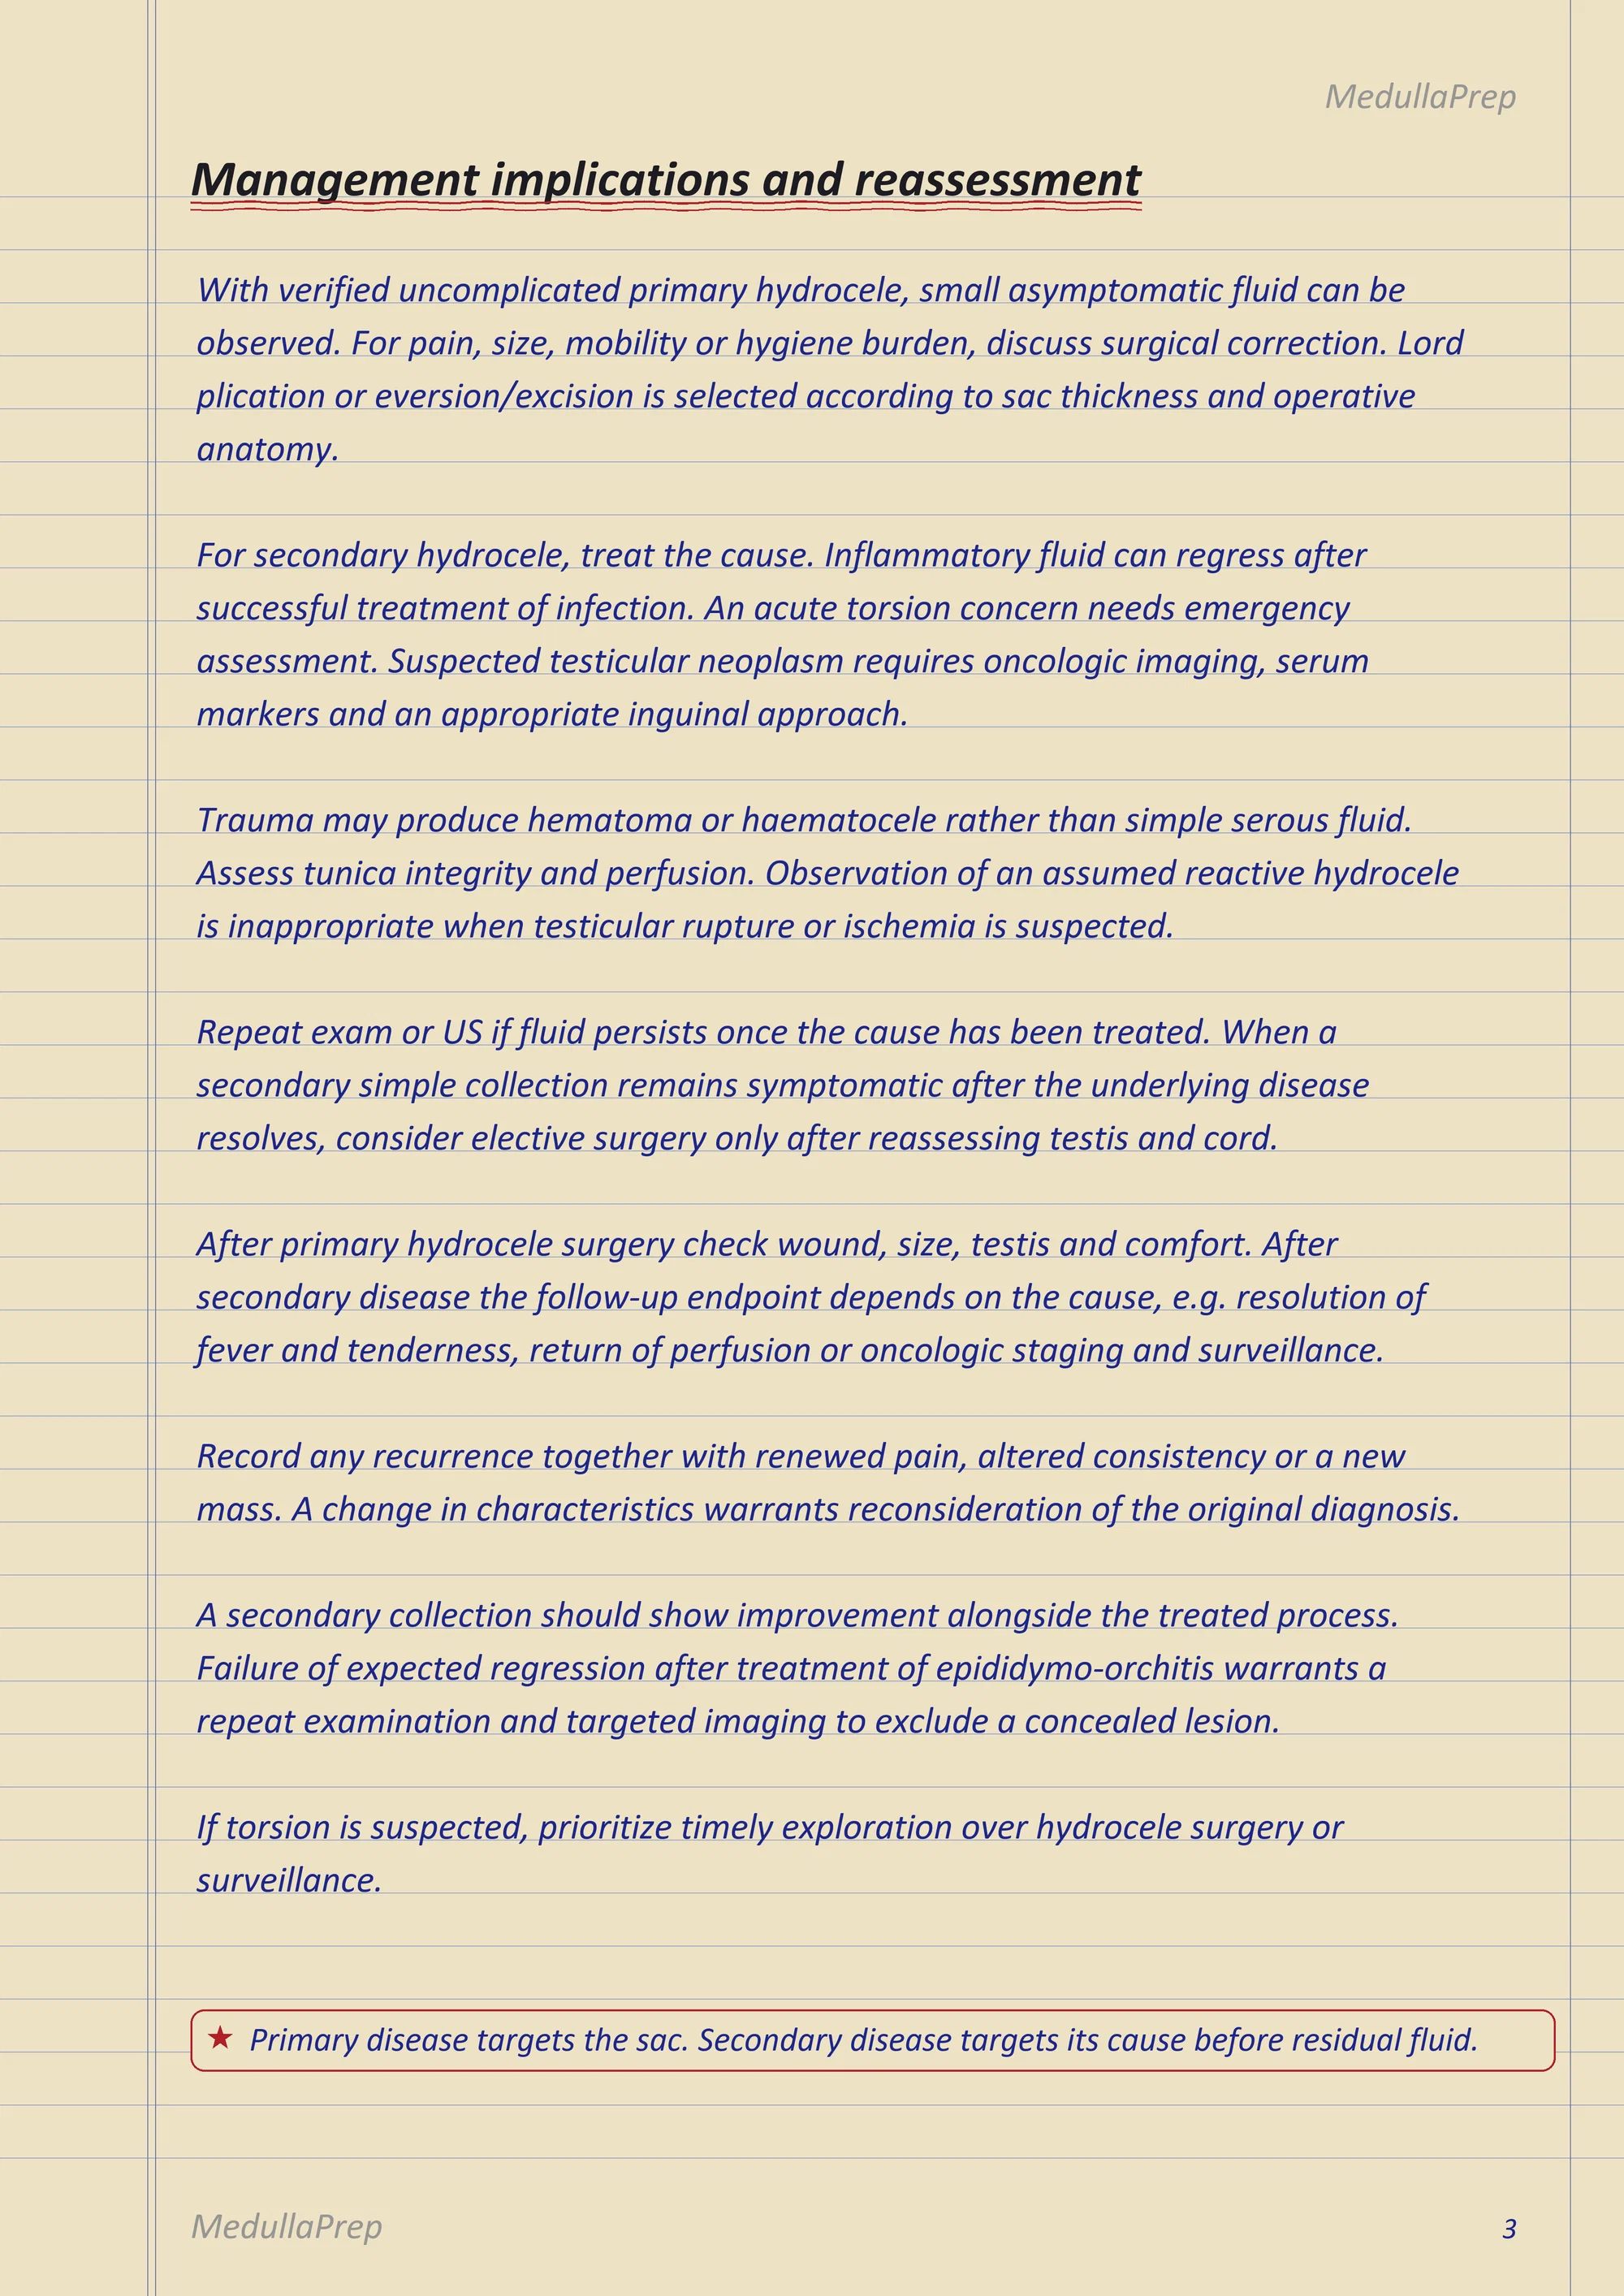 MedullaPrep
Management implications and reassessment
With verified uncomplicated primary hydrocele, small asymptomatic fluid can be
observed. For pain, size, mobility or hygiene burden, discuss surgical correction. Lord
plication or eversion/excision is selected according to sac thickness and operative
anatomy.
For secondary hydrocele, treat the cause. Inflammatory fluid can regress after
successful treatment of infection. An acute torsion concern needs emergency
assessment. Suspected testicular neoplasm requires oncologic imaging, serum
markers and an appropriate inguinal approach.
Trauma may produce hematoma or haematocele rather than simple serous fluid.
Assess tunica integrity and perfusion. Observation of an assumed reactive hydrocele
is inappropriate when testicular rupture or ischemia is suspected.
Repeat exam or US if fluid persists once the cause has been treated. When a
secondary simple collection remains symptomatic after the underlying disease
resolves, consider elective surgery only after reassessing testis and cord.
After primary hydrocele surgery check wound, size, testis and comfort. After
secondary disease the follow-up endpoint depends on the cause, e.g. resolution of
fever and tenderness, return of perfusion or oncologic staging and surveillance.
Record any recurrence together with renewed pain, altered consistency or a new
mass. A change in characteristics warrants reconsideration of the original diagnosis.
A secondary collection should show improvement alongside the treated process.
Failure of expected regression after treatment of epididymo-orchitis warrants a
repeat examination and targeted imaging to exclude a concealed lesion.
If torsion is suspected, prioritize timely exploration over hydrocele surgery or
surveillance.
★ Primary disease targets the sac. Secondary disease targets its cause before residual fluid.
MedullaPrep
3